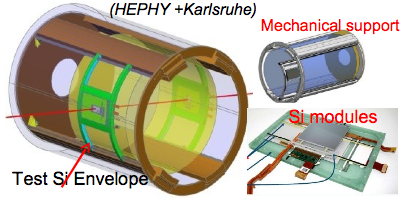 (HEPHY +Karlsruhe)
Mechanical support
Si modules
Test Si Envelope